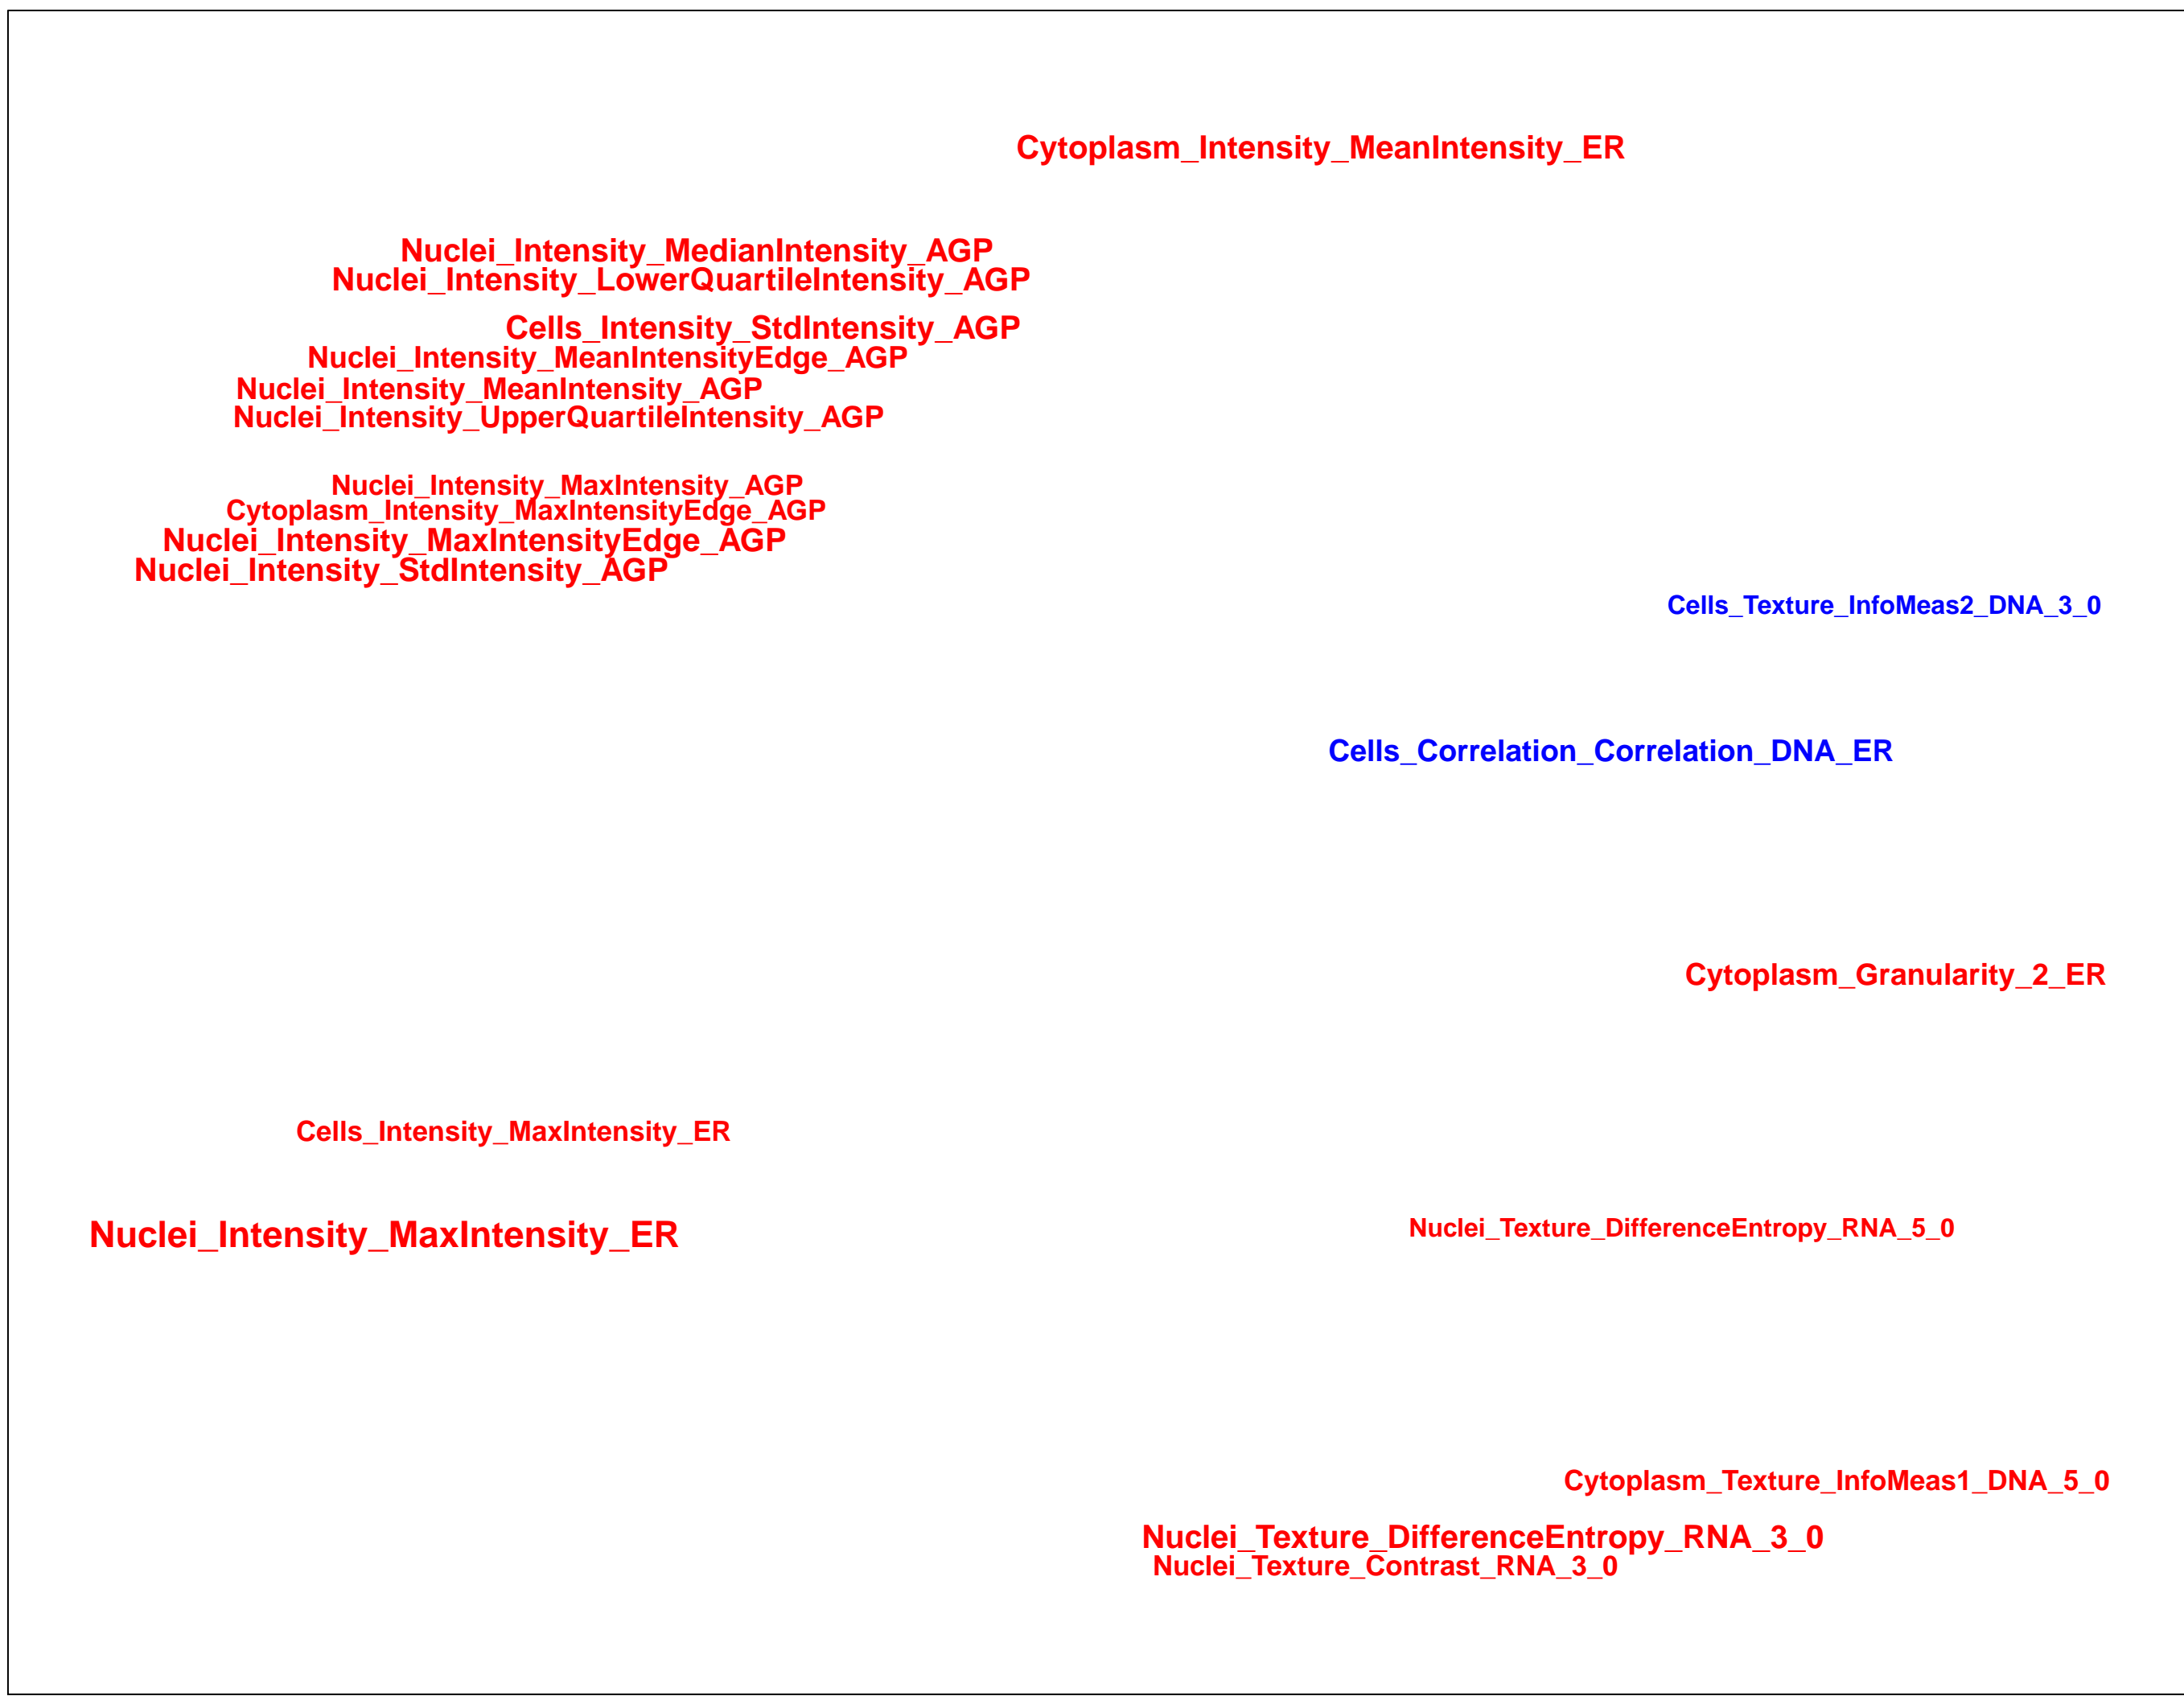 Cytoplasm_Intensity_MeanIntensity_ER
Nuclei_Intensity_MedianIntensity_AGP
Nuclei_Intensity_LowerQuartileIntensity_AGP
Cells_Intensity_StdIntensity_AGP
Nuclei_Intensity_MeanIntensityEdge_AGP
Nuclei_Intensity_MeanIntensity_AGP
Nuclei_Intensity_UpperQuartileIntensity_AGP
Nuclei_Intensity_MaxIntensity_AGP
Cytoplasm_Intensity_MaxIntensityEdge_AGP
Nuclei_Intensity_MaxIntensityEdge_AGP
Nuclei_Intensity_StdIntensity_AGP
Cells_Texture_InfoMeas2_DNA_3_0
Cells_Correlation_Correlation_DNA_ER
Cytoplasm_Granularity_2_ER
Cells_Intensity_MaxIntensity_ER
Nuclei_Texture_DifferenceEntropy_RNA_5_0
Nuclei_Intensity_MaxIntensity_ER
Cytoplasm_Texture_InfoMeas1_DNA_5_0
Nuclei_Texture_DifferenceEntropy_RNA_3_0
Nuclei_Texture_Contrast_RNA_3_0